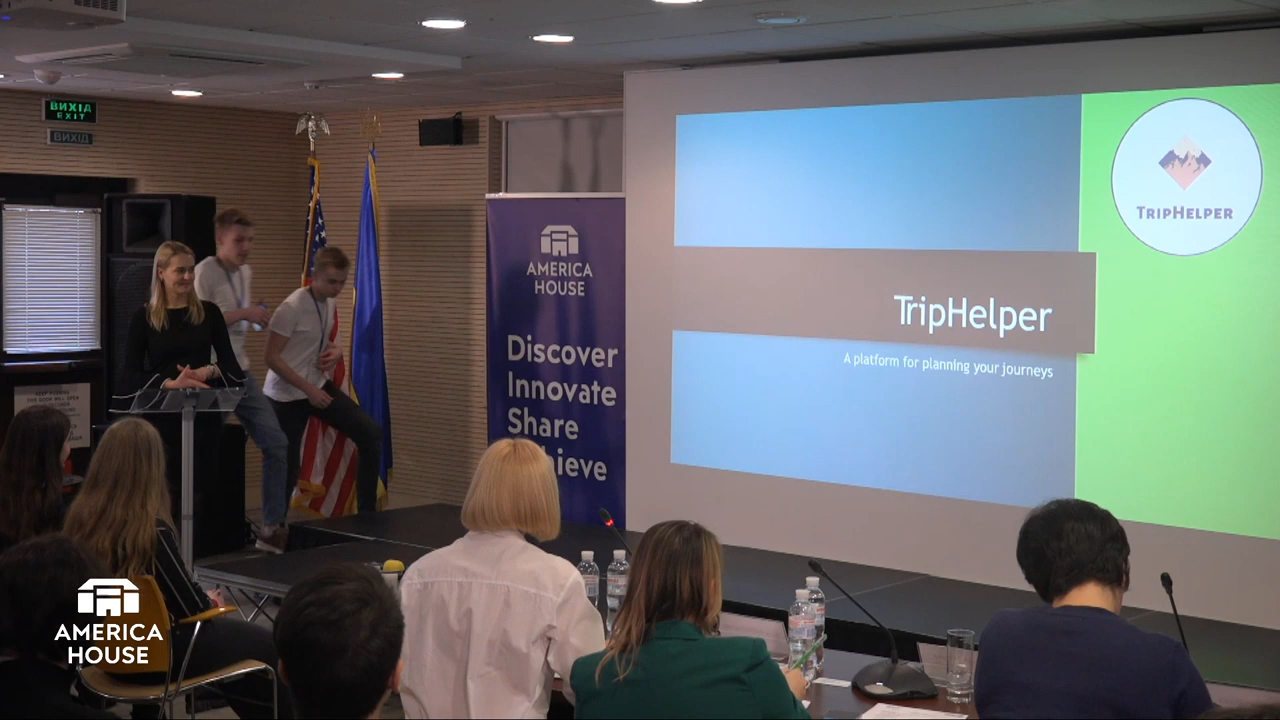 ВИХІД
EXIT
ВИХІД
AMERICA
HOUSE
Discover
Innovate
Share
TRIPHELPER
TripHelper
A platform for planning your journeys
AMERICA
HOUSE